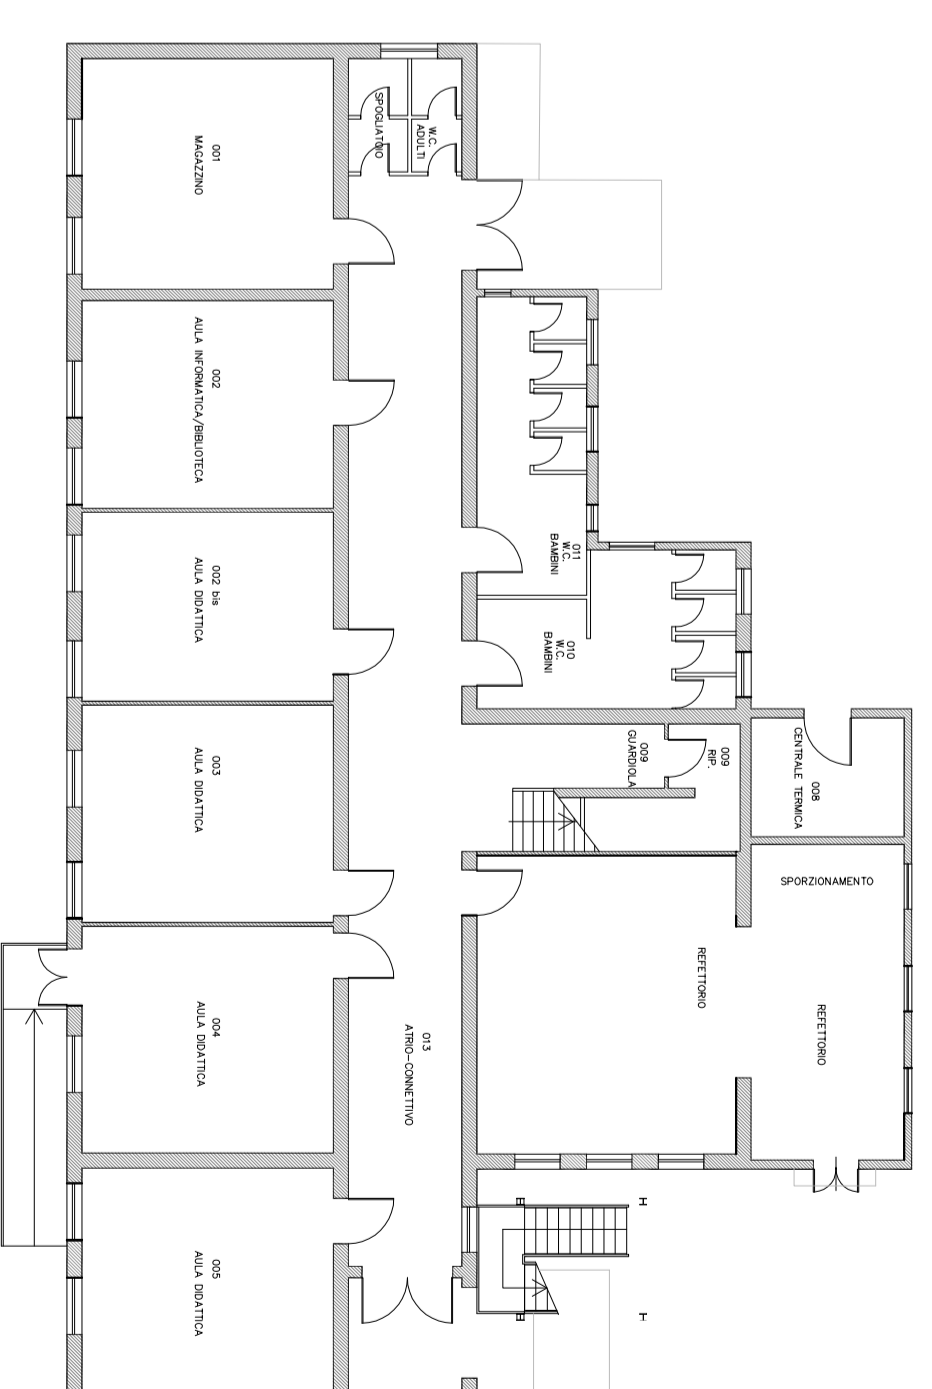 001
MAGAZZINO
SPOGLIATOIO
W.C.
ADULTI
002
AULA INFORMATICA/BIBLIOTECA
002 bis
AULA DIDATTICA
011
W.C.
BAMBINI
010
W.C.
BAMBINI
003
AULA DIDATTICA
009
GUARDIOLA
009
RIP.
008
CENTRALE TERMICA
SPORZIONAMENTO
REFETTORIO
REFETTORIO
004
AULA DIDATTICA
013
ATRIO-CONNETTIVO
005
AULA DIDATTICA